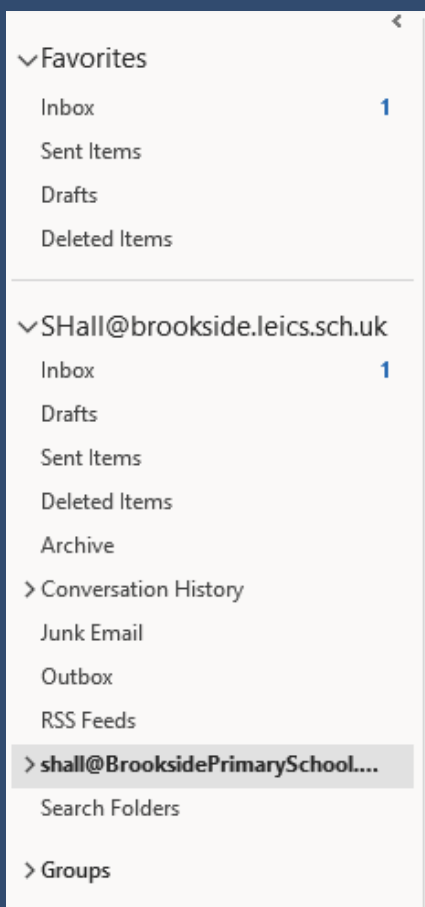 Favorites
Inbox 1
Sent Items
Drafts
Deleted Items
SHall@brookside.leics.sch.uk
Inbox 1
Drafts
Sent Items
Deleted Items
Archive
Conversation History
Junk Email
Outbox
RSS Feeds
shall@BrooksidePrimarySchool....
Search Folders
Groups